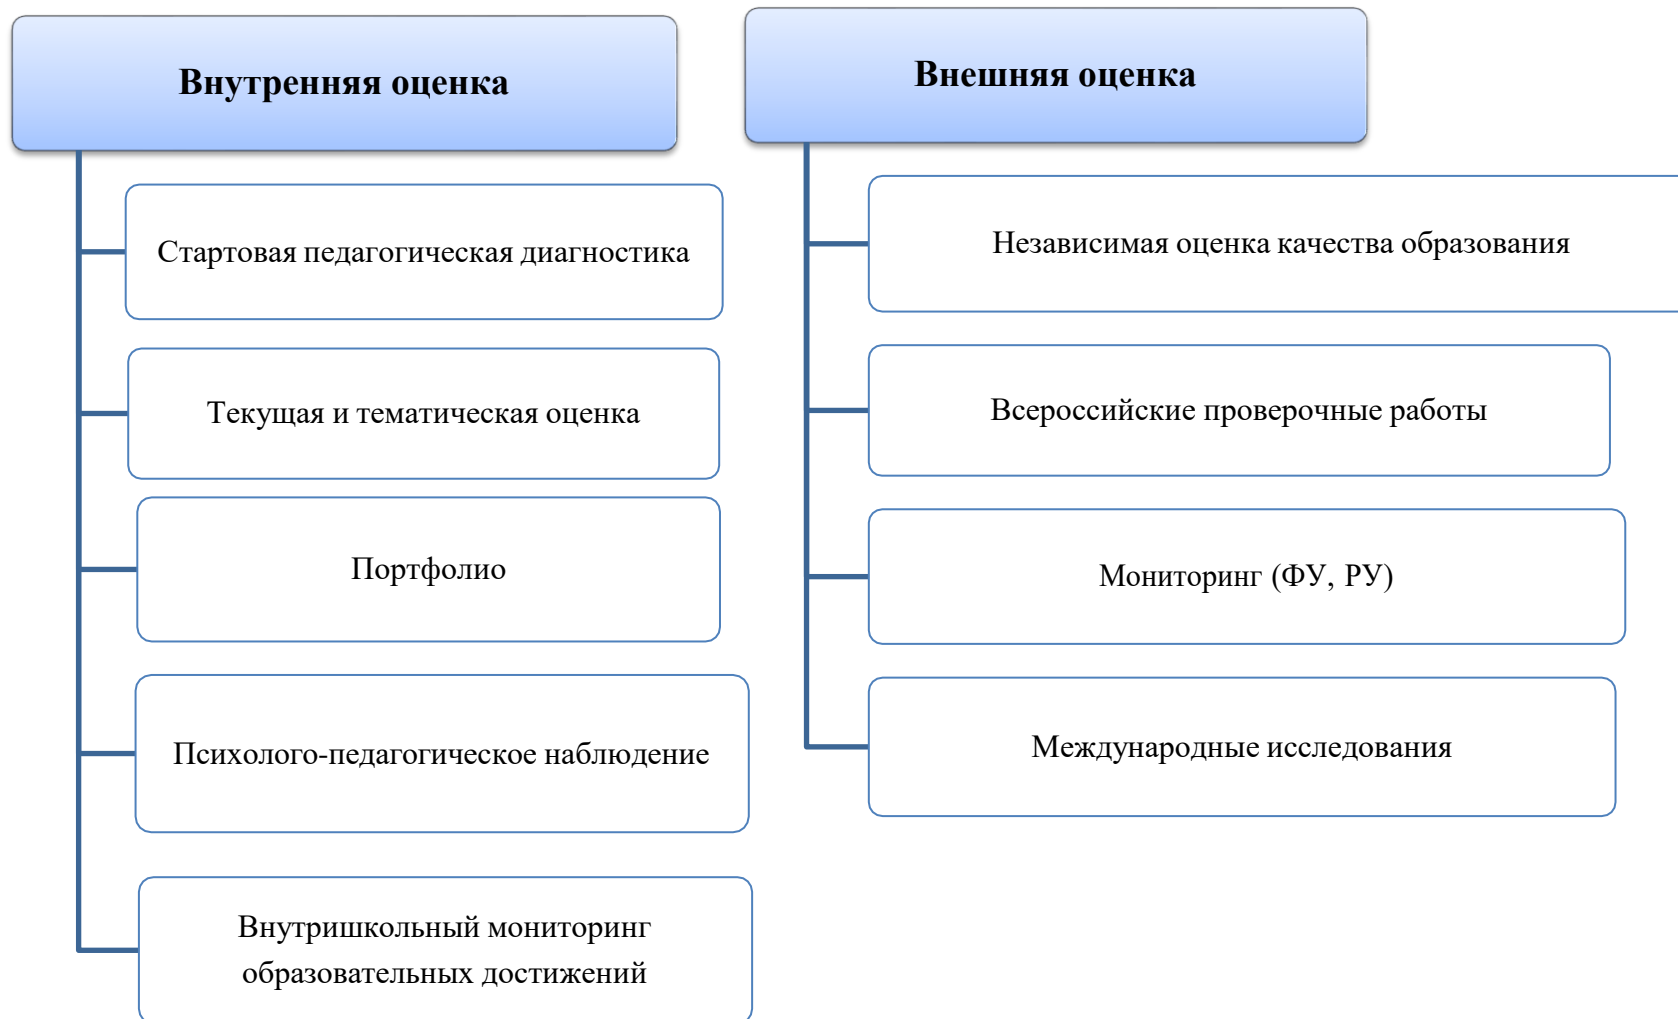 Внутренняя оценка
Стартовая педагогическая диагностика
Текущая и тематическая оценка
Портфолио
Психолого-педагогическое наблюдение
Внутришкольный мониторинг
образовательных достижений
Внешняя оценка
Независимая оценка качества образования
Всероссийские проверочные работы
Мониторинг (ФУ, РУ)
Международные исследования